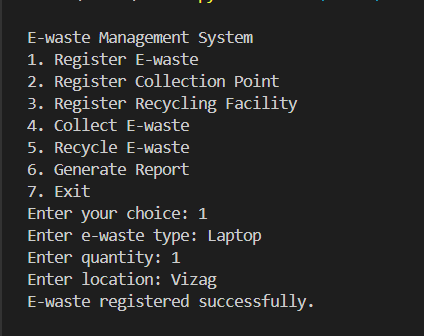 E-waste Management System
1. Register E-waste
2. Register Collection Point
3. Register Recycling Facility
4. Collect E-waste
5. Recycle E-waste
6. Generate Report
7. Exit
Enter your choice: 1
Enter e-waste type: Laptop
Enter quantity: 1
Enter location: Vizag
E-waste registered successfully.